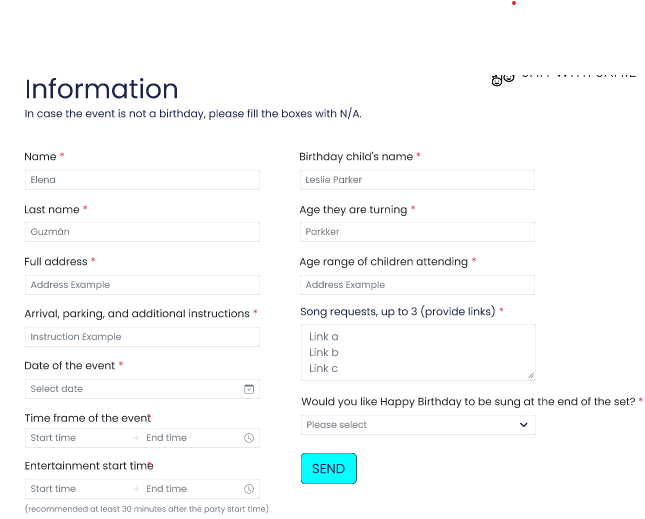 Information
In case the event is not a birthday, please fill the boxes with N/A.
Name *
Elena
Last name *
Guzmán
Full address *
Address Example
Arrival, parking, and additional instructions *
Instruction Example
Date of the event *
Select date
Time frame of the event*
Start time → End time
Entertainment start time*
Start time → End time
(recommended at least 30 minutes after the party start time)
Birthday child's name *
Leslie Parker
Age they are turning *
Parkker
Age range of children attending *
Address Example
Song requests, up to 3 (provide links) *
Link a
Link b
Link c
Would you like Happy Birthday to be sung at the end of the set? *
Please select
SEND